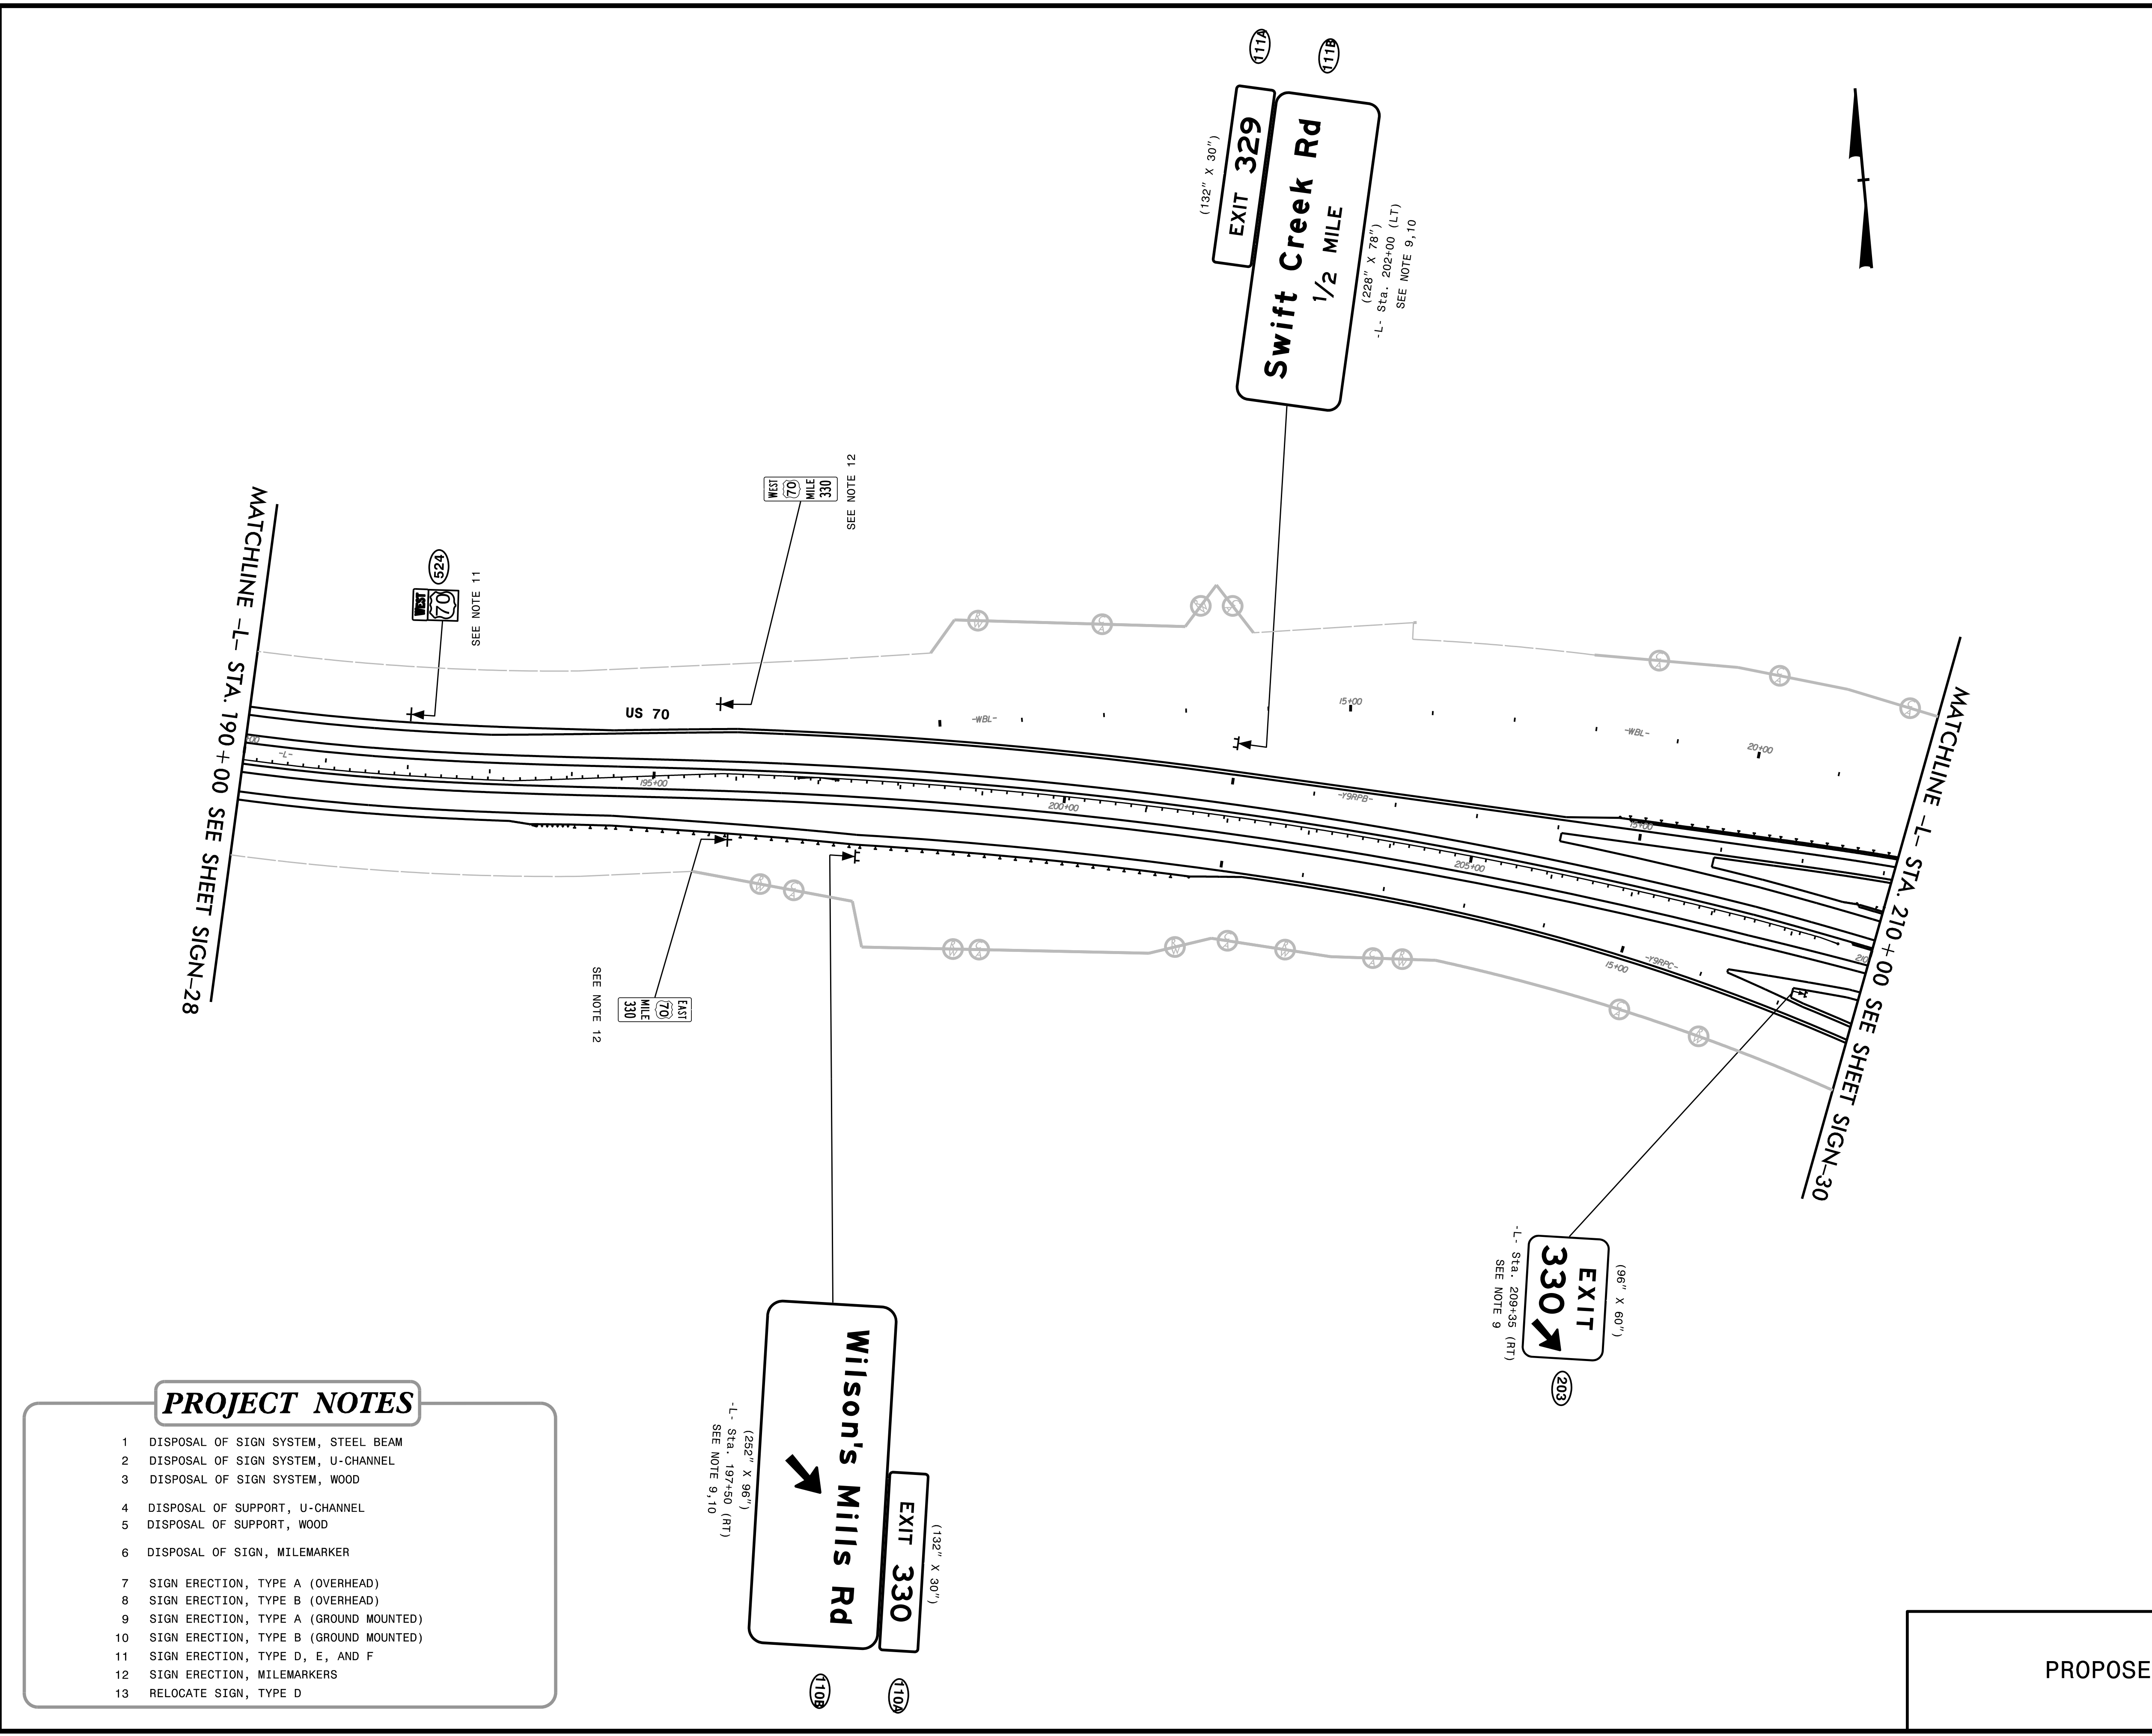 111A
111B
EXIT 329
(132" X 30")
Swift Creek Rd
1/2 MILE
(228" X 78")
-L- Sta. 202+00 (LT)
SEE NOTE 9,10
WEST
70
MILE
330
SEE NOTE 12
524
WEST
70
SEE NOTE 11
MATCHLINE -L- STA. 190+00 SEE SHEET SIGN-28
MATCHLINE -L- STA. 210+00 SEE SHEET SIGN-30
US 70
-WBL-
15+00
-WBL-
20+00
-L-
195+00
200+00
-Y9RPB-
15+00
205+00
15+00
-Y9RPC-
210
EAST
70
MILE
330
SEE NOTE 12
EXIT
330
(96" X 60")
-L- Sta. 209+35 (RT)
SEE NOTE 9
203
Wilson's Mills Rd
EXIT 330
(132" X 30")
(252" X 96")
-L- Sta. 197+50 (RT)
SEE NOTE 9,10
110B
110A
PROJECT NOTES
1 DISPOSAL OF SIGN SYSTEM, STEEL BEAM
2 DISPOSAL OF SIGN SYSTEM, U-CHANNEL
3 DISPOSAL OF SIGN SYSTEM, WOOD
4 DISPOSAL OF SUPPORT, U-CHANNEL
5 DISPOSAL OF SUPPORT, WOOD
6 DISPOSAL OF SIGN, MILEMARKER
7 SIGN ERECTION, TYPE A (OVERHEAD)
8 SIGN ERECTION, TYPE B (OVERHEAD)
9 SIGN ERECTION, TYPE A (GROUND MOUNTED)
10 SIGN ERECTION, TYPE B (GROUND MOUNTED)
11 SIGN ERECTION, TYPE D, E, AND F
12 SIGN ERECTION, MILEMARKERS
13 RELOCATE SIGN, TYPE D
PROPOSE